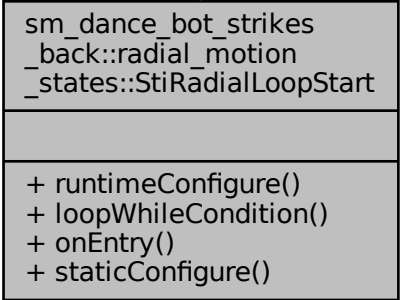 sm_dance_bot_strikes
_back::radial_motion
_states::StiRadialLoopStart
+ runtimeConfigure()
+ loopWhileCondition()
+ onEntry()
+ staticConfigure()